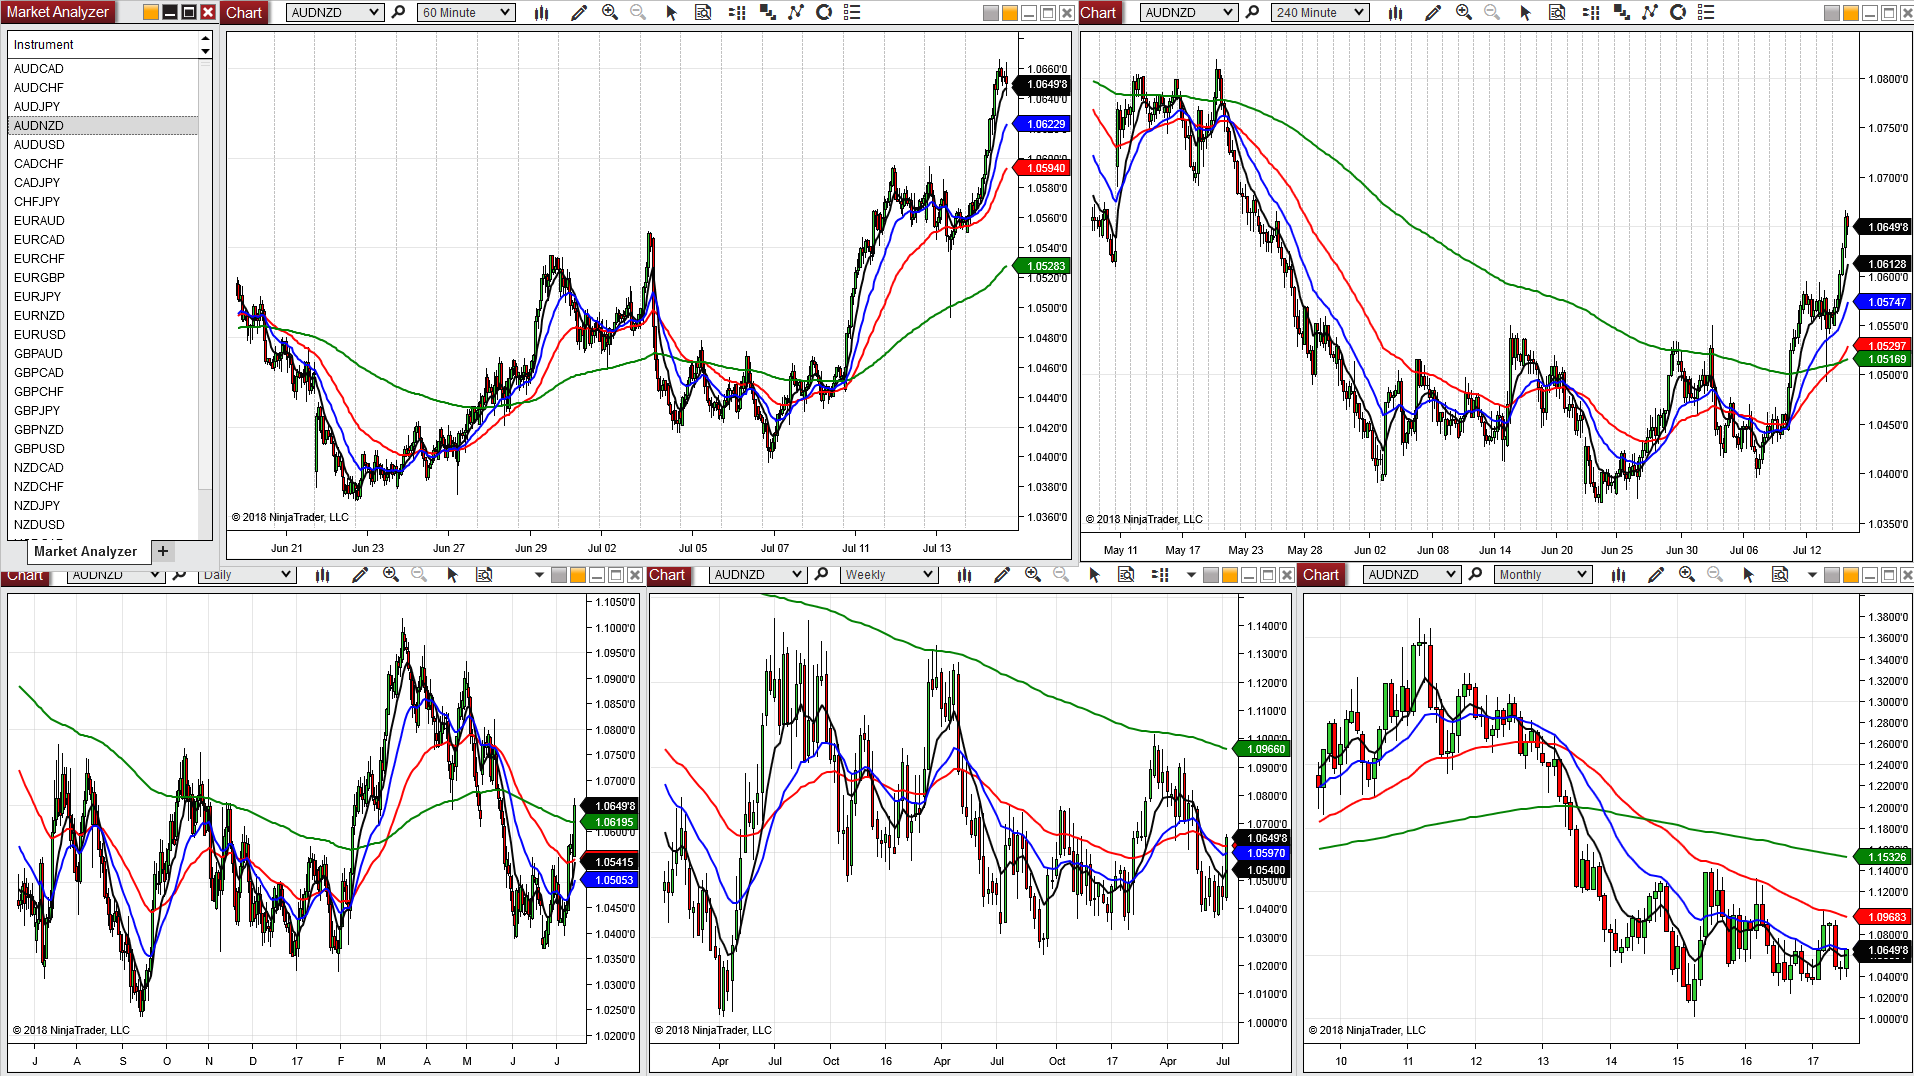 Market Analyzer
Instrument
AUDCAD
AUDCHF
AUDJPY
AUDNZD
AUDUSD
CADCHF
CADJPY
CHFJPY
EURAUD
EURCAD
EURCHF
EURGBP
EURJPY
EURNZD
EURUSD
GBPAUD
GBPCAD
GBPCHF
GBPJPY
GBPNZD
GBPUSD
NZDCAD
NZDCHF
NZDJPY
NZDUSD
Market Analyzer +
Chart AUDNZD 60 Minute
1.0660'0
1.0649'8
1.0640'0
1.06229
1.0600'0
1.05940
1.0580'0
1.0560'0
1.0540'0
1.05283
1.0520'0
1.0500'0
1.0480'0
1.0460'0
1.0440'0
1.0420'0
1.0400'0
1.0380'0
1.0360'0
© 2018 NinjaTrader, LLC
Jun 21 Jun 23 Jun 27 Jun 29 Jul 02 Jul 05 Jul 07 Jul 11 Jul 13
Chart AUDNZD 240 Minute
1.0800'0
1.0750'0
1.0700'0
1.0649'8
1.06128
1.0600'0
1.05747
1.0550'0
1.05297
1.05169
1.0500'0
1.0450'0
1.0400'0
1.0350'0
© 2018 NinjaTrader, LLC
May 11 May 17 May 23 May 28 Jun 02 Jun 08 Jun 14 Jun 20 Jun 25 Jun 30 Jul 06 Jul 12
Chart AUDNZD Daily
1.1050'0
1.1000'0
1.0950'0
1.0900'0
1.0850'0
1.0800'0
1.0750'0
1.0700'0
1.0649'8
1.06195
1.0600'0
1.05415
1.05053
1.0450'0
1.0400'0
1.0350'0
1.0300'0
1.0250'0
1.0200'0
© 2018 NinjaTrader, LLC
J A S O N D 17 F M A M J J
Chart AUDNZD Weekly
1.1400'0
1.1300'0
1.1200'0
1.1100'0
1.09660
1.0900'0
1.0800'0
1.0700'0
1.0649'8
1.05970
1.05400
1.0500'0
1.0400'0
1.0300'0
1.0200'0
1.0100'0
1.0000'0
© 2018 NinjaTrader, LLC
Apr Jul Oct 16 Apr Jul Oct 17 Apr Jul
Chart AUDNZD Monthly
1.3800'0
1.3600'0
1.3400'0
1.3200'0
1.3000'0
1.2800'0
1.2600'0
1.2400'0
1.2200'0
1.2000'0
1.1800'0
1.15326
1.1400'0
1.1200'0
1.09683
1.0800'0
1.0649'8
1.0400'0
1.0200'0
1.0000'0
© 2018 NinjaTrader, LLC
10 11 12 13 14 15 16 17